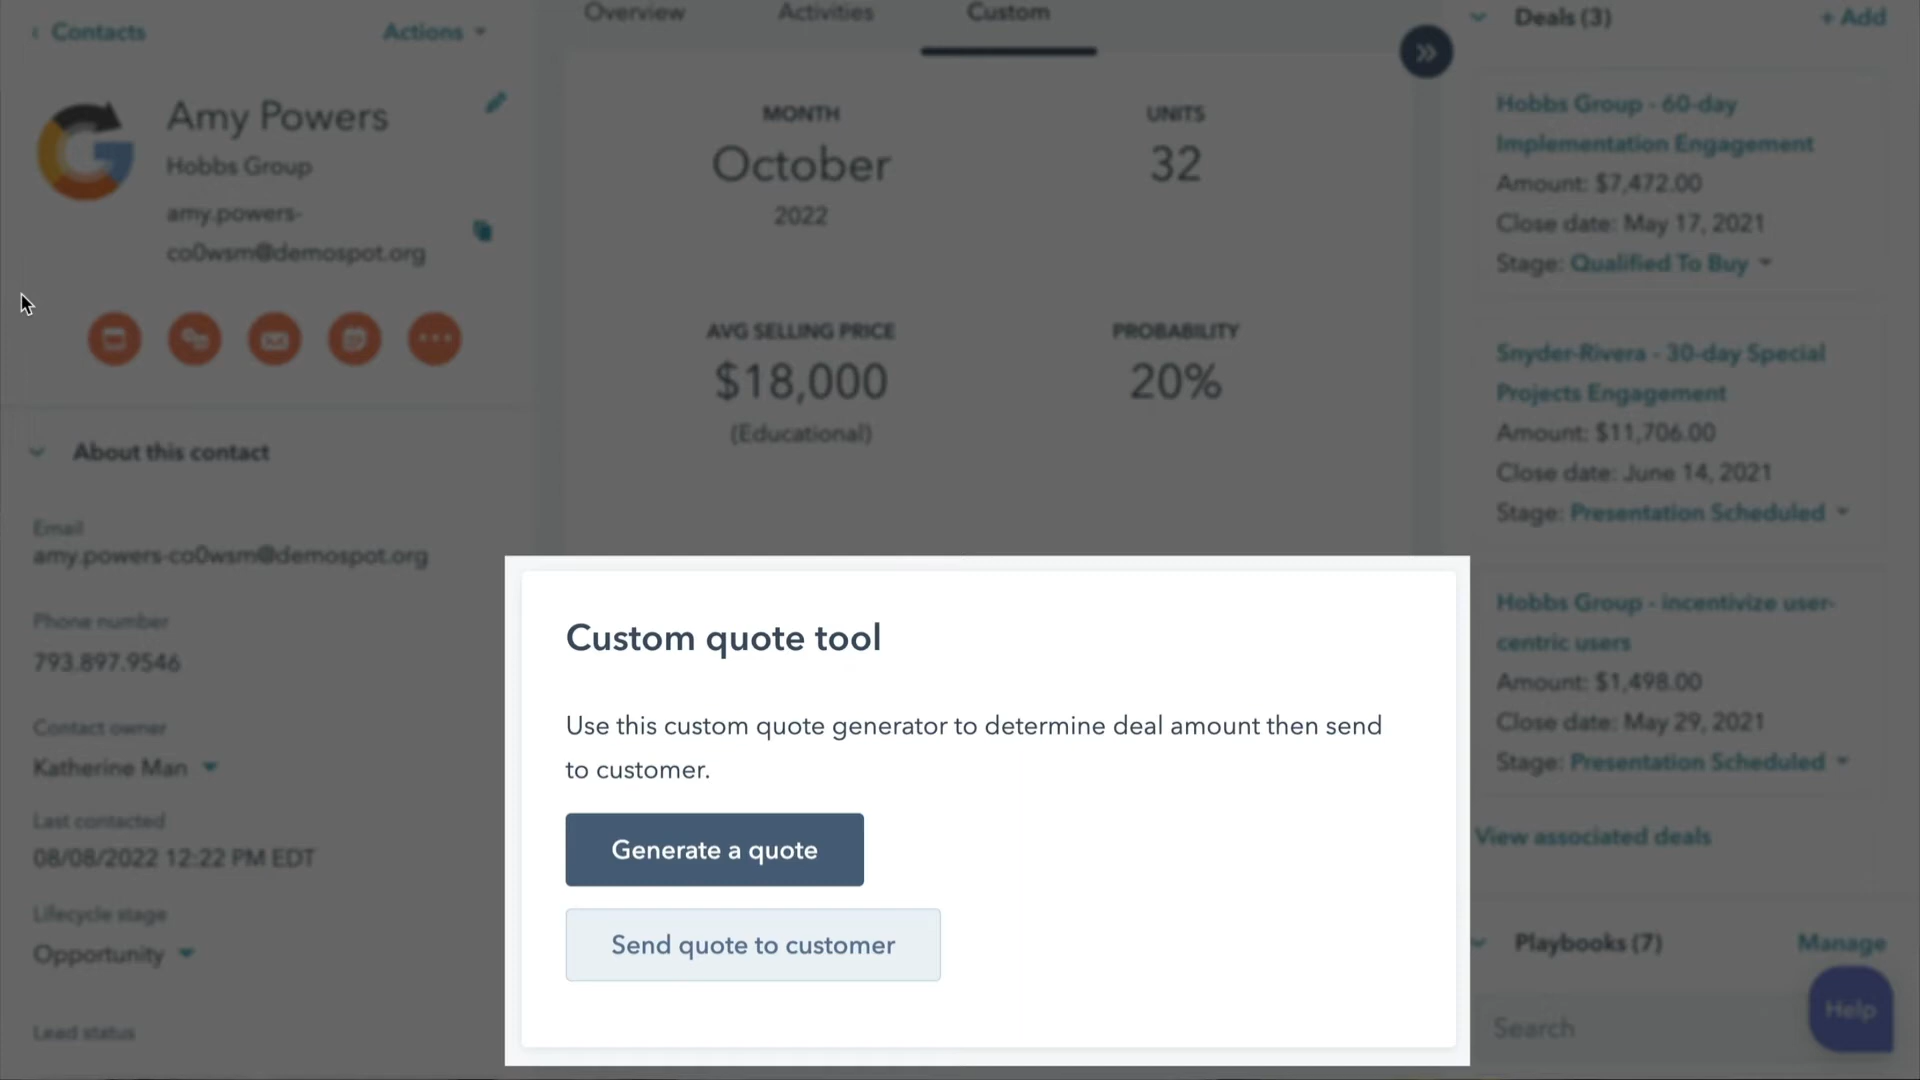 Contacts
Actions
Amy Powers
Hobbs Group
amy.powers-
co0wsm@demospot.org
About this contact
Email
amy.powers-co0wsm@demospot.org
Phone number
793.897.9546
Contact owner
Katherine Man
Last contacted
08/08/2022 12:22 PM EDT
Lifecycle stage
Opportunity
Lead status
Overview
Activities
Custom
MONTH
October
2022
UNITS
32
AVG SELLING PRICE
$18,000
(Educational)
PROBABILITY
20%
Custom quote tool
Use this custom quote generator to determine deal amount then send
to customer.
Generate a quote
Send quote to customer
Deals (3)
+ Add
Hobbs Group - 60-day
Implementation Engagement
Amount: $7,472.00
Close date: May 17, 2021
Stage: Qualified To Buy
Snyder-Rivera - 30-day Special
Projects Engagement
Amount: $11,706.00
Close date: June 14, 2021
Stage: Presentation Scheduled
Hobbs Group - incentivize user-
centric users
Amount: $1,498.00
Close date: May 29, 2021
Stage: Presentation Scheduled
View associated deals
Playbooks (7)
Manage
Search
Help